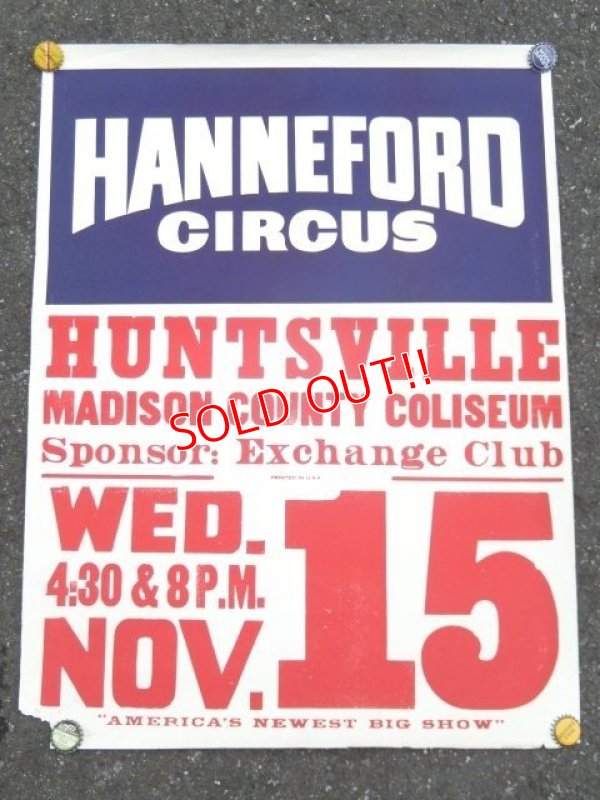 HANNEFORD
CIRCUS
HUNTSVILLE
MADISON COUNTY COLISEUM
SOLD OUT!!
Sponsor: Exchange Club
PRINTED IN U.S.A.
WED.
4:30 & 8 P.M.
NOV. 15
"AMERICA'S NEWEST BIG SHOW"